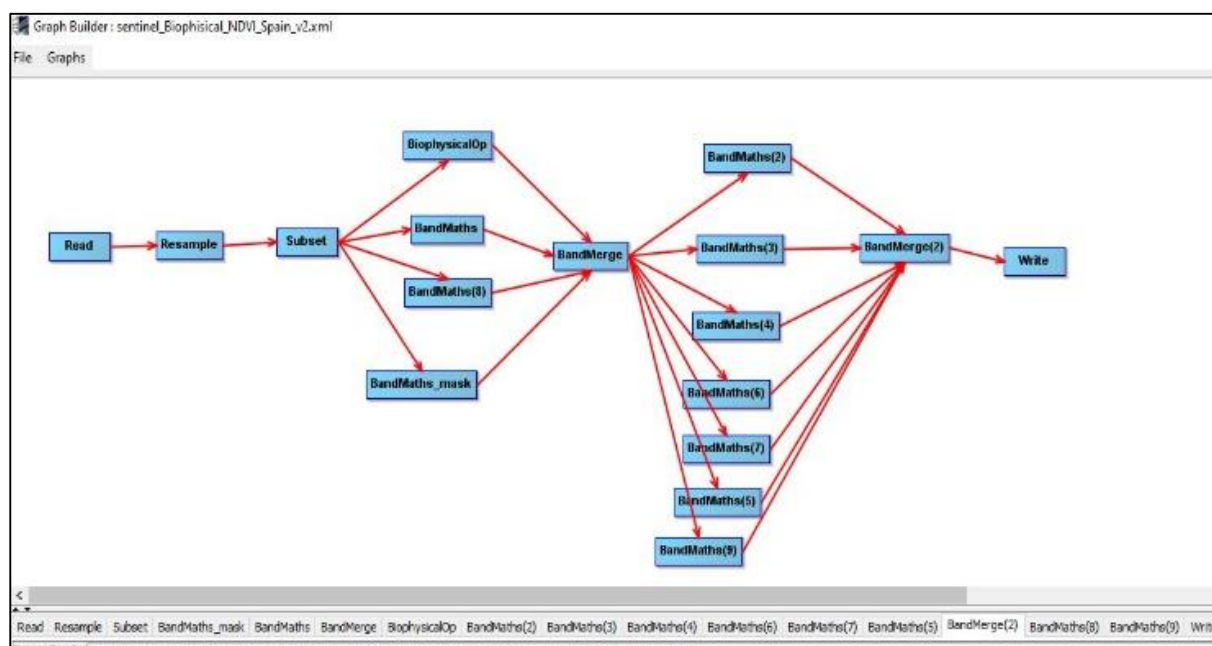 Graph Builder : sentinel_Biophisical_NDVI_Spain_v2.xml
File Graphs
BiophysicalOp
BandMaths(2)
BandMaths
Read
Resample
Subset
BandMerge
BandMaths(3)
BandMerge(2)
Write
BandMaths(8)
BandMaths(4)
BandMaths_mask
BandMaths(6)
BandMaths(7)
BandMaths(5)
BandMaths(9)
Read Resample Subset BandMaths_mask BandMaths BandMerge BiophysicalOp BandMaths(2) BandMaths(3) BandMaths(4) BandMaths(6) BandMaths(7) BandMaths(5) BandMerge(2) BandMaths(8) BandMaths(9) Writ